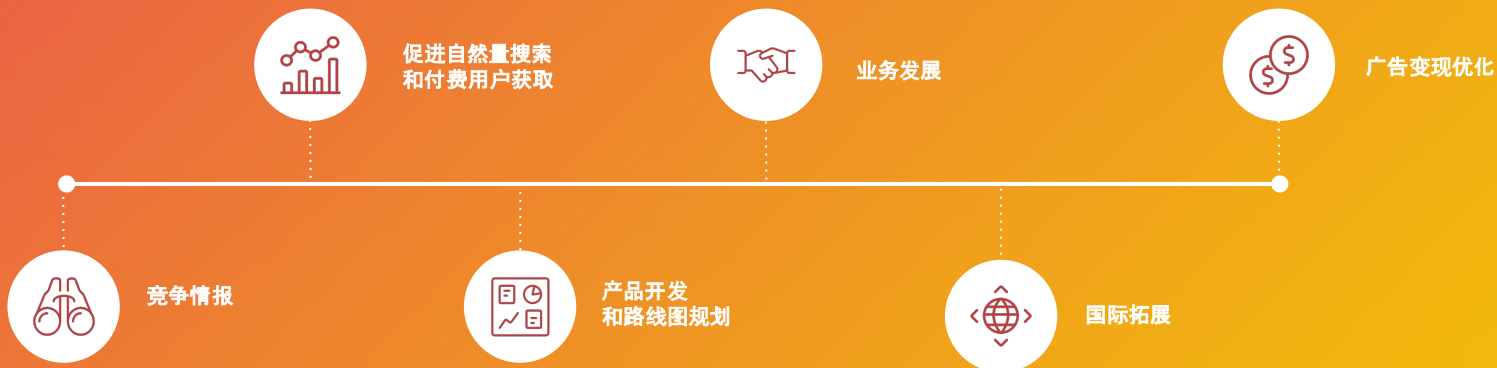 促进自然量搜索
和付费用户获取
业务发展
广告变现优化
竞争情报
产品开发
和路线图规划
国际拓展